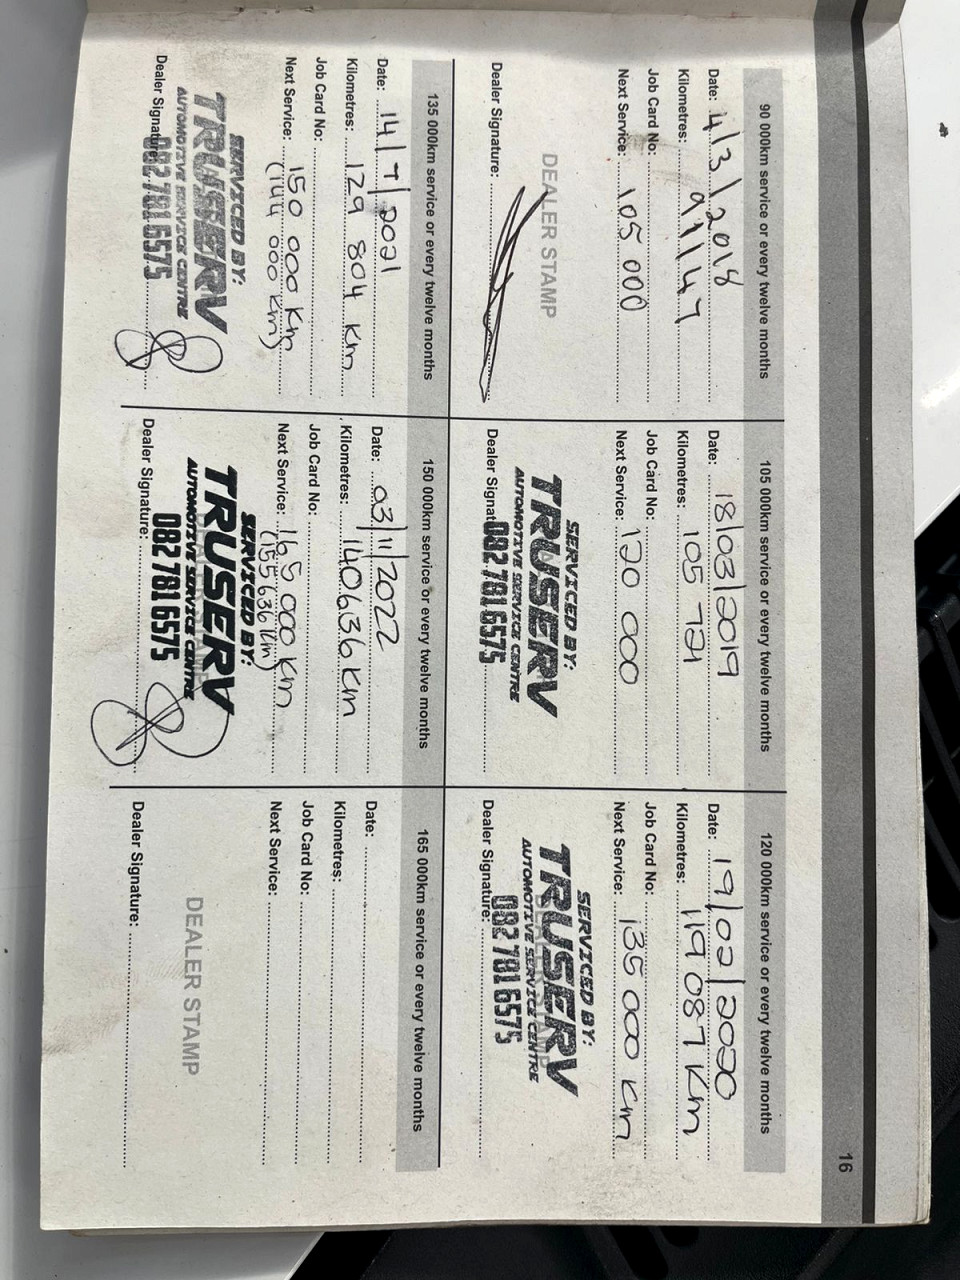 16
90 000km service or every twelve months
Date: 4/3/2018
Kilometres:
Job Card No:
Next Service: 105 000
DEALER STAMP
Dealer Signature:
105 000km service or every twelve months
Date: 18/03/2019
Kilometres: 105 721
Job Card No:
Next Service: 120 000
SERVICED BY:
TRUSERV
AUTOMOTIVE SERVICE CENTRE
082 781 6575
Dealer Signat
120 000km service or every twelve months
Date: 19/02/2020
Kilometres: 119 087 Km
Job Card No:
Next Service: 135 000 Km
SERVICED BY:
TRUSERV
AUTOMOTIVE SERVICE CENTRE
082 781 6575
Dealer Signature:
135 000km service or every twelve months
Date: 14/7/2021
Kilometres: 129 804 Km
Job Card No:
Next Service: 150 000 Km
(144 000 Km)
SERVICED BY:
TRUSERV
AUTOMOTIVE SERVICE CENTRE
082 781 6575
Dealer Signature:
150 000km service or every twelve months
Date: 03/11/2022
Kilometres: 140636 Km
Job Card No:
Next Service: 165 000 Km
(155636 Km)
SERVICED BY:
TRUSERV
AUTOMOTIVE SERVICE CENTRE
082 781 6575
Dealer Signature:
165 000km service or every twelve months
Date:
Kilometres:
Job Card No:
Next Service:
DEALER STAMP
Dealer Signature: